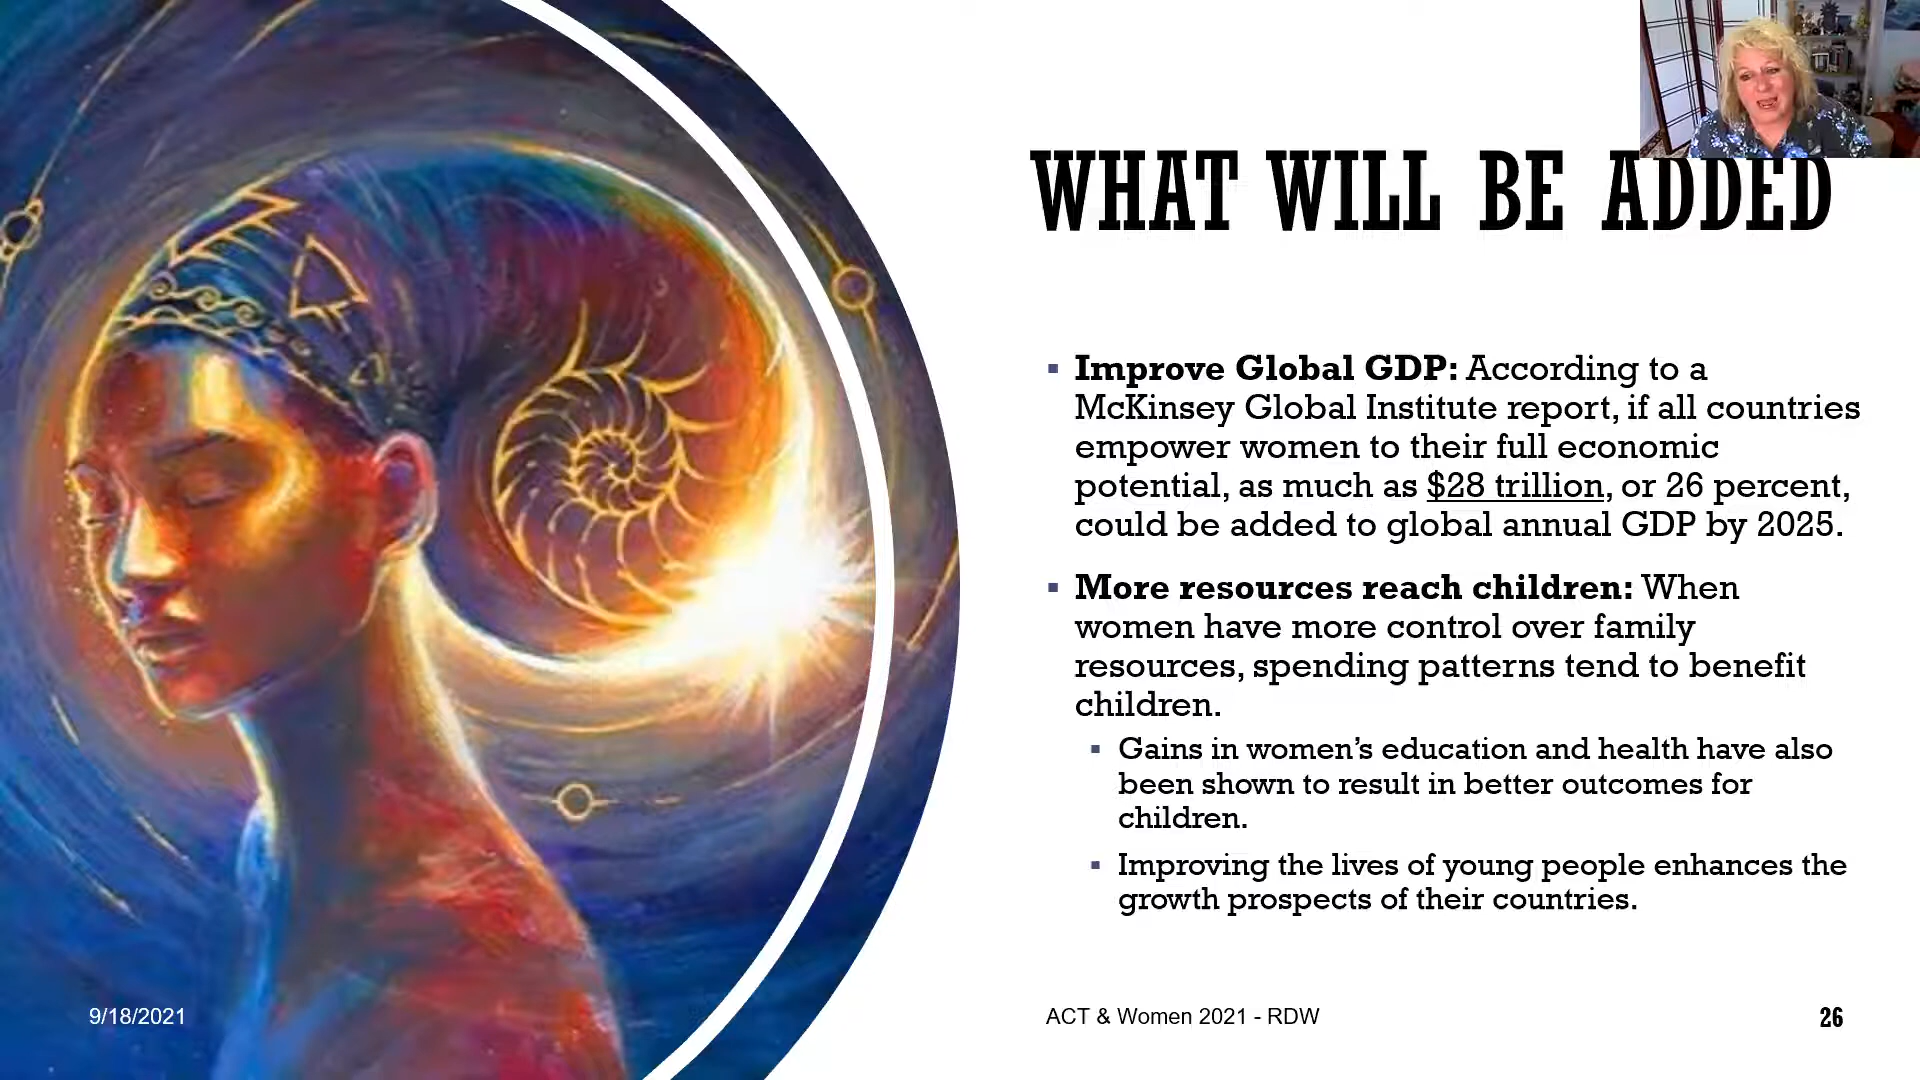 WHAT WILL BE ADDED
▪ Improve Global GDP: According to a
McKinsey Global Institute report, if all countries
empower women to their full economic
potential, as much as $28 trillion, or 26 percent,
could be added to global annual GDP by 2025.
▪ More resources reach children: When
women have more control over family
resources, spending patterns tend to benefit
children.
▪ Gains in women’s education and health have also
been shown to result in better outcomes for
children.
▪ Improving the lives of young people enhances the
growth prospects of their countries.
9/18/2021
ACT & Women 2021 - RDW
26